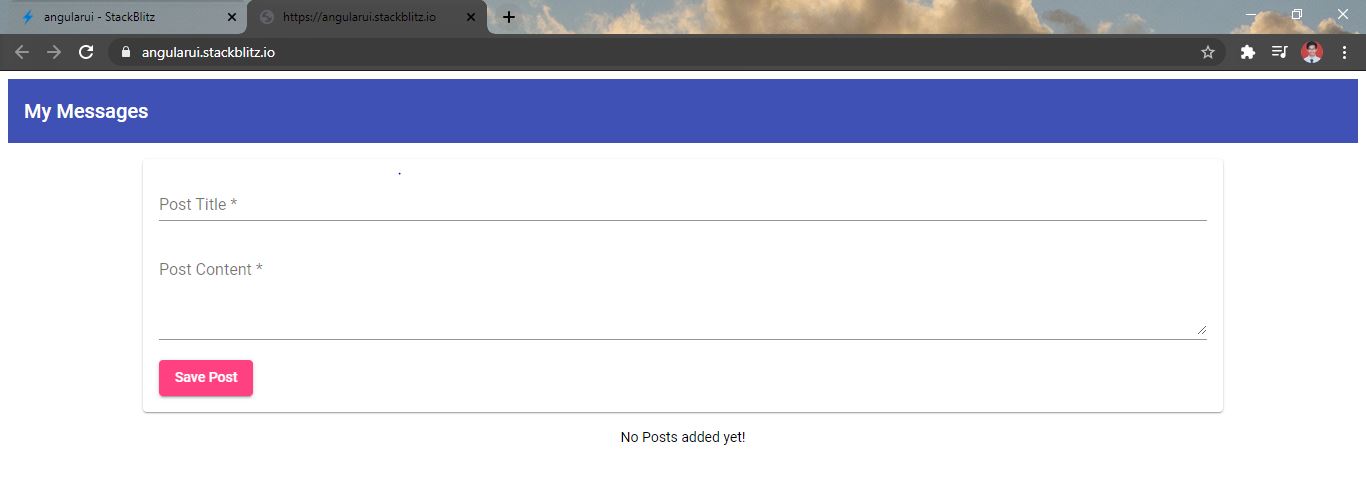 angularui - StackBlitz
https://angularui.stackblitz.io
angularui.stackblitz.io
My Messages
Post Title *
Post Content *
Save Post
No Posts added yet!